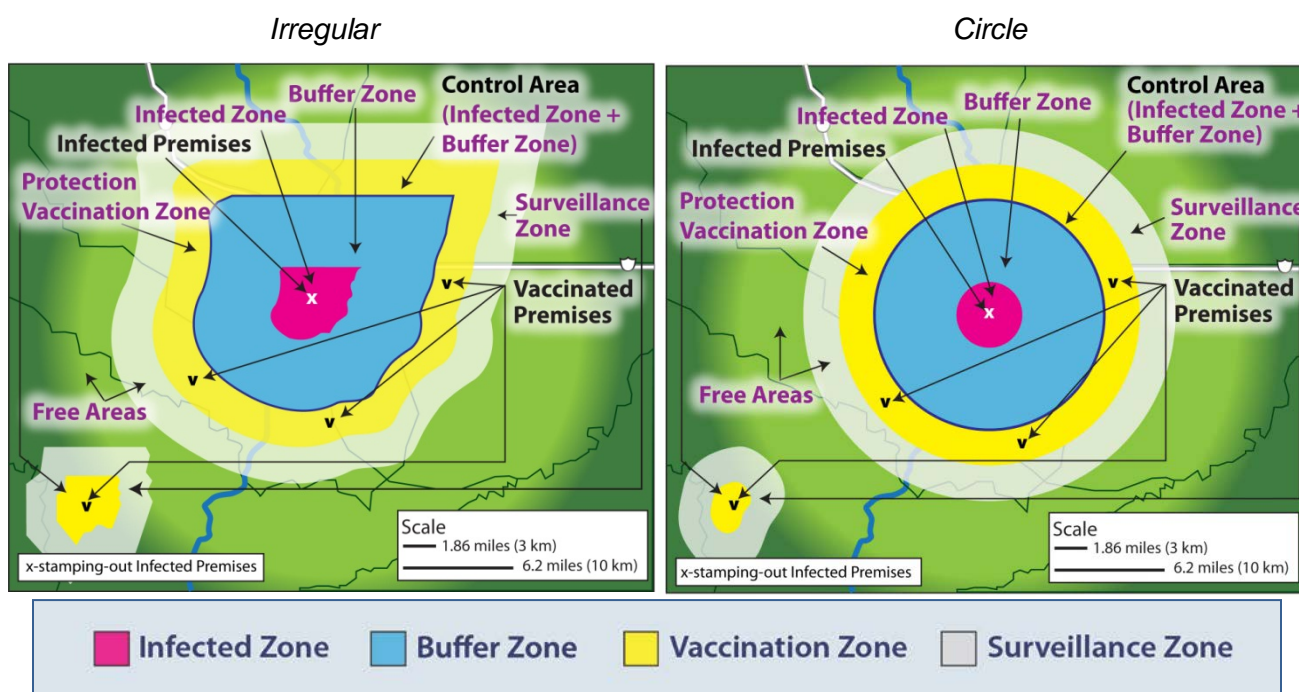 Irregular
Circle
Buffer Zone
Control Area
(Infected Zone +
Buffer Zone)
Infected Zone
Infected Premises
Protection
Vaccination Zone
Surveillance
Zone
v
x
Vaccinated
Premises
v
v
Free Areas
v
Scale
1.86 miles (3 km)
6.2 miles (10 km)
x-stamping-out Infected Premises
Control Area
(Infected Zone +
Buffer Zone)
Buffer Zone
Infected Zone
Infected Premises
Protection
Vaccination Zone
Surveillance
Zone
v
x
Vaccinated
Premises
v
v
Free Areas
v
Scale
1.86 miles (3 km)
6.2 miles (10 km)
x-stamping-out Infected Premises
Infected Zone
Buffer Zone
Vaccination Zone
Surveillance Zone